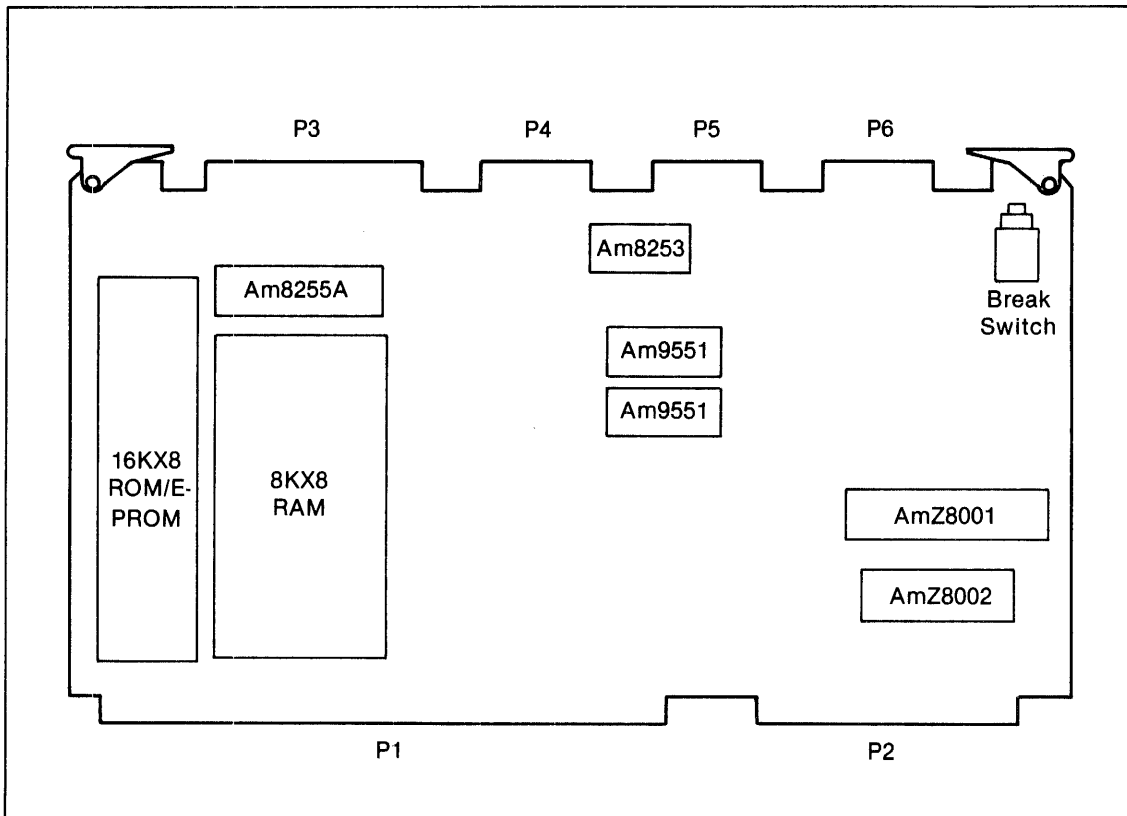 P3
P4
P5
P6
Am8253
Am8255A
Break
Switch
Am9551
Am9551
16KX8
ROM/E-
PROM
8KX8
RAM
AmZ8001
AmZ8002
P1
P2